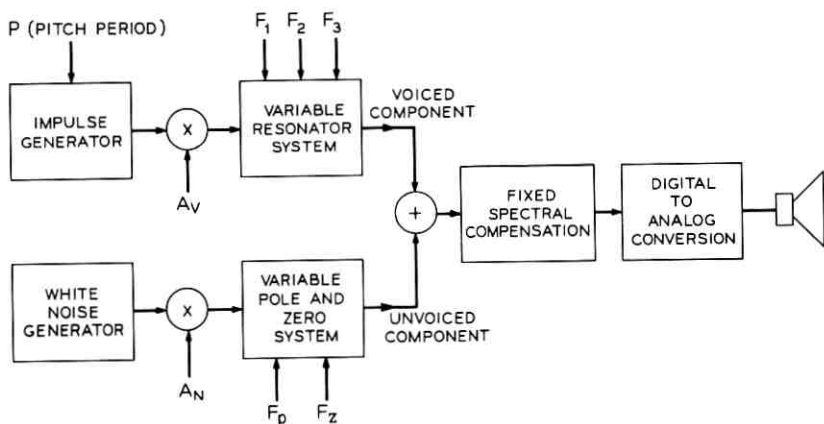 P (PITCH PERIOD)
F1 F2 F3
IMPULSE
GENERATOR
X
AV
VARIABLE
RESONATOR
SYSTEM
VOICED
COMPONENT
WHITE
NOISE
GENERATOR
X
AN
VARIABLE
POLE AND
ZERO
SYSTEM
Fp Fz
UNVOICED
COMPONENT
+
FIXED
SPECTRAL
COMPENSATION
DIGITAL
TO
ANALOG
CONVERSION